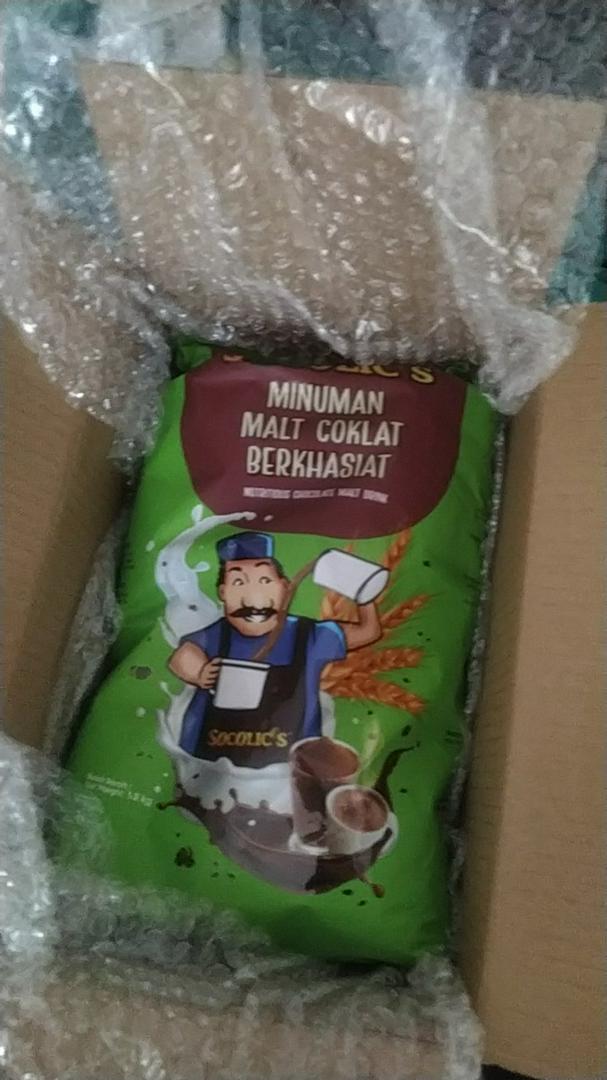 MINUMAN
MALT COKLAT
BERKHASIAT
NUTRITIOUS CHOCOLATE MALT DRINK
SOCOLIC'S